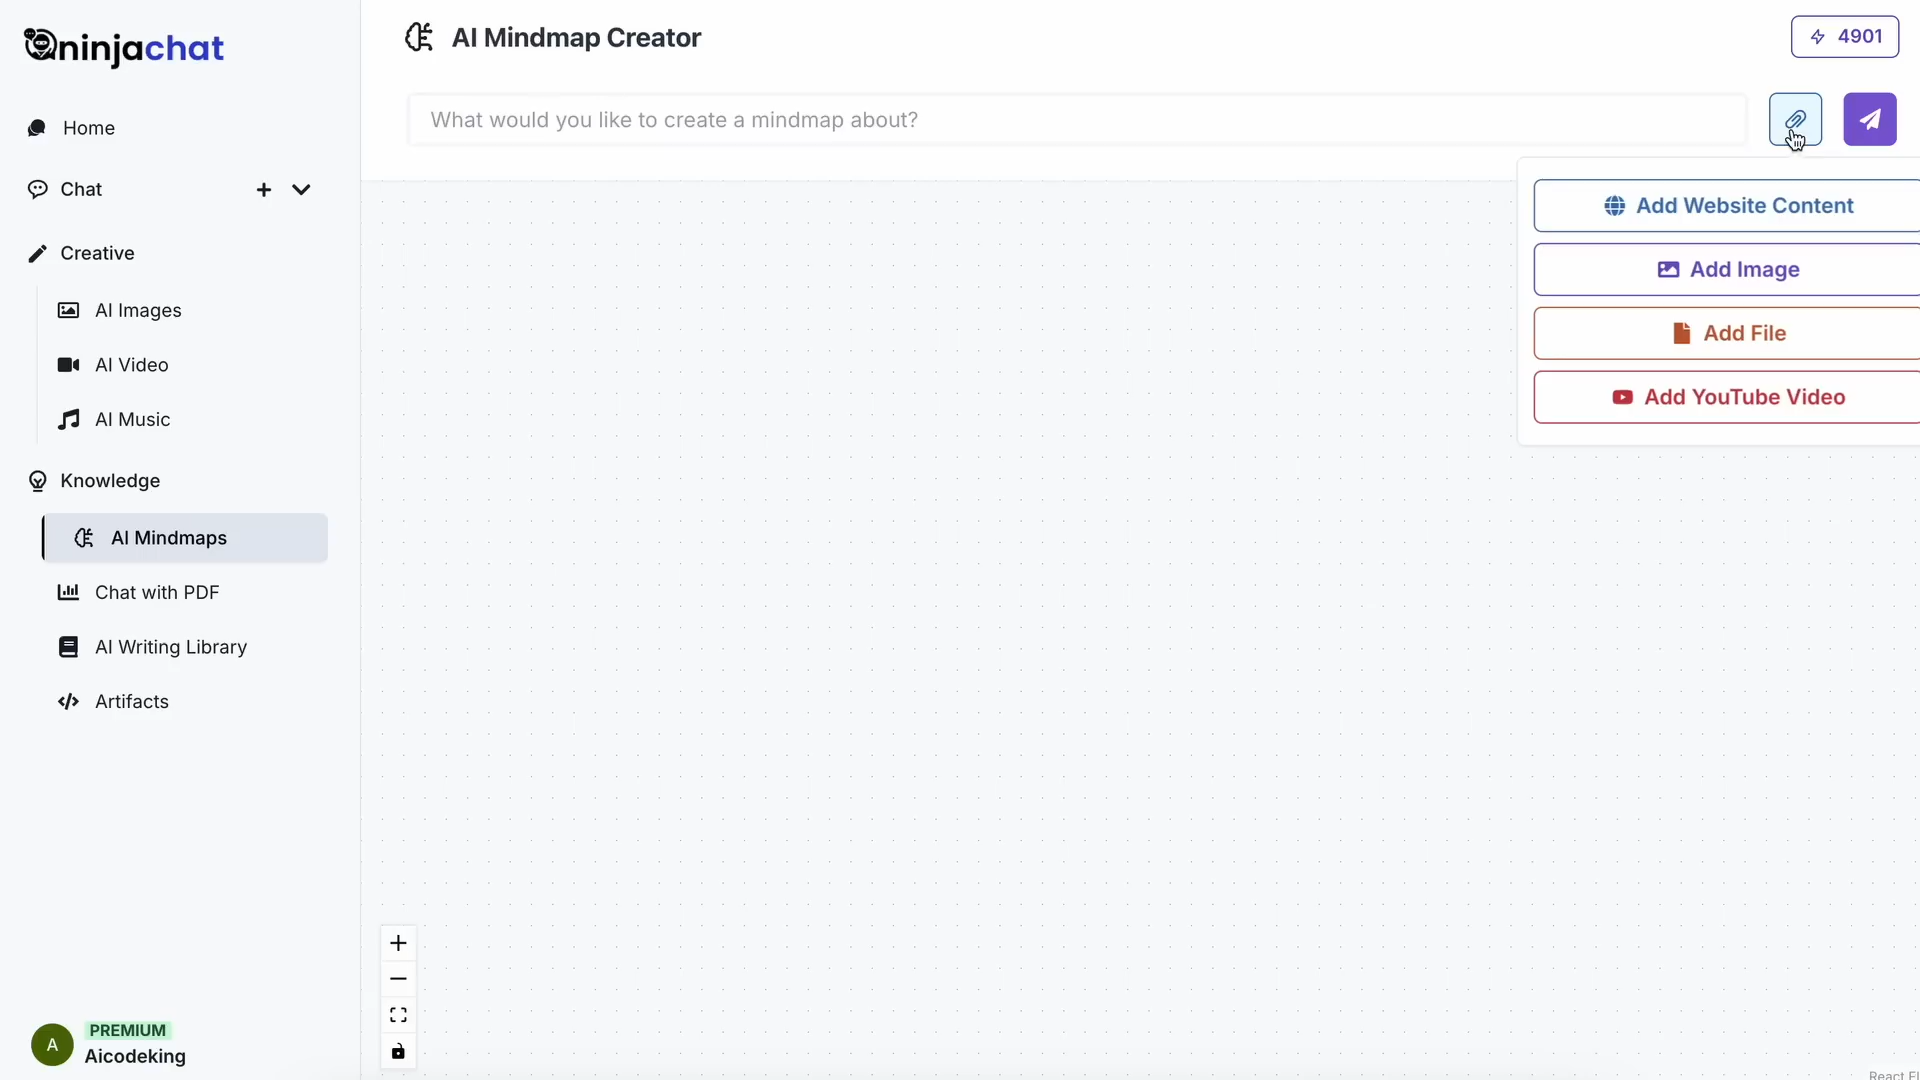 ninjachat
Home
Chat
Creative
AI Images
AI Video
AI Music
Knowledge
AI Mindmaps
Chat with PDF
AI Writing Library
Artifacts
A
PREMIUM
Aicodeking
AI Mindmap Creator
4901
What would you like to create a mindmap about?
Add Website Content
Add Image
Add File
Add YouTube Video
React